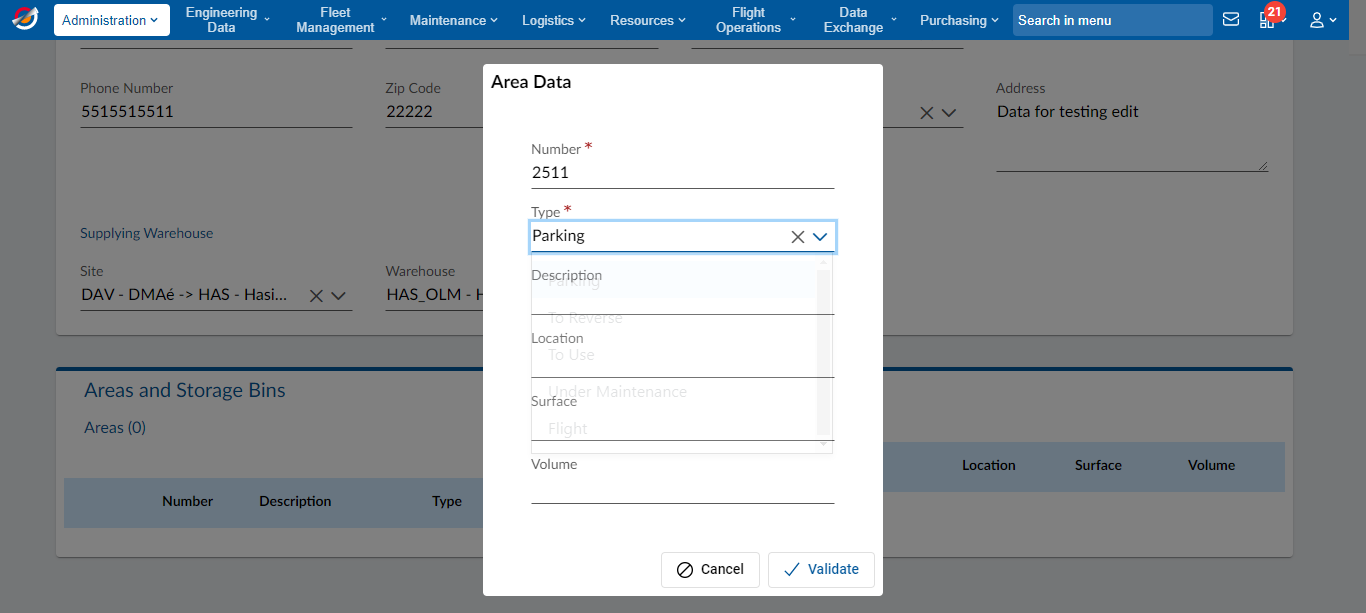 Administration
Engineering Data
Fleet Management
Maintenance
Logistics
Resources
Flight Operations
Data Exchange
Purchasing
Search in menu
21
Area Data
Phone Number
5515515511
Zip Code
22222
Address
Data for testing edit
Number *
2511
Type *
Parking
Description
Parking
To Reverse
Location
To Use
Under Maintenance
Surface
Flight
Volume
Supplying Warehouse
Site
DAV - DMAé -> HAS - Hasi...
Warehouse
HAS_OLM - H
Areas and Storage Bins
Areas (0)
Number Description Type
Location Surface Volume
Cancel
Validate